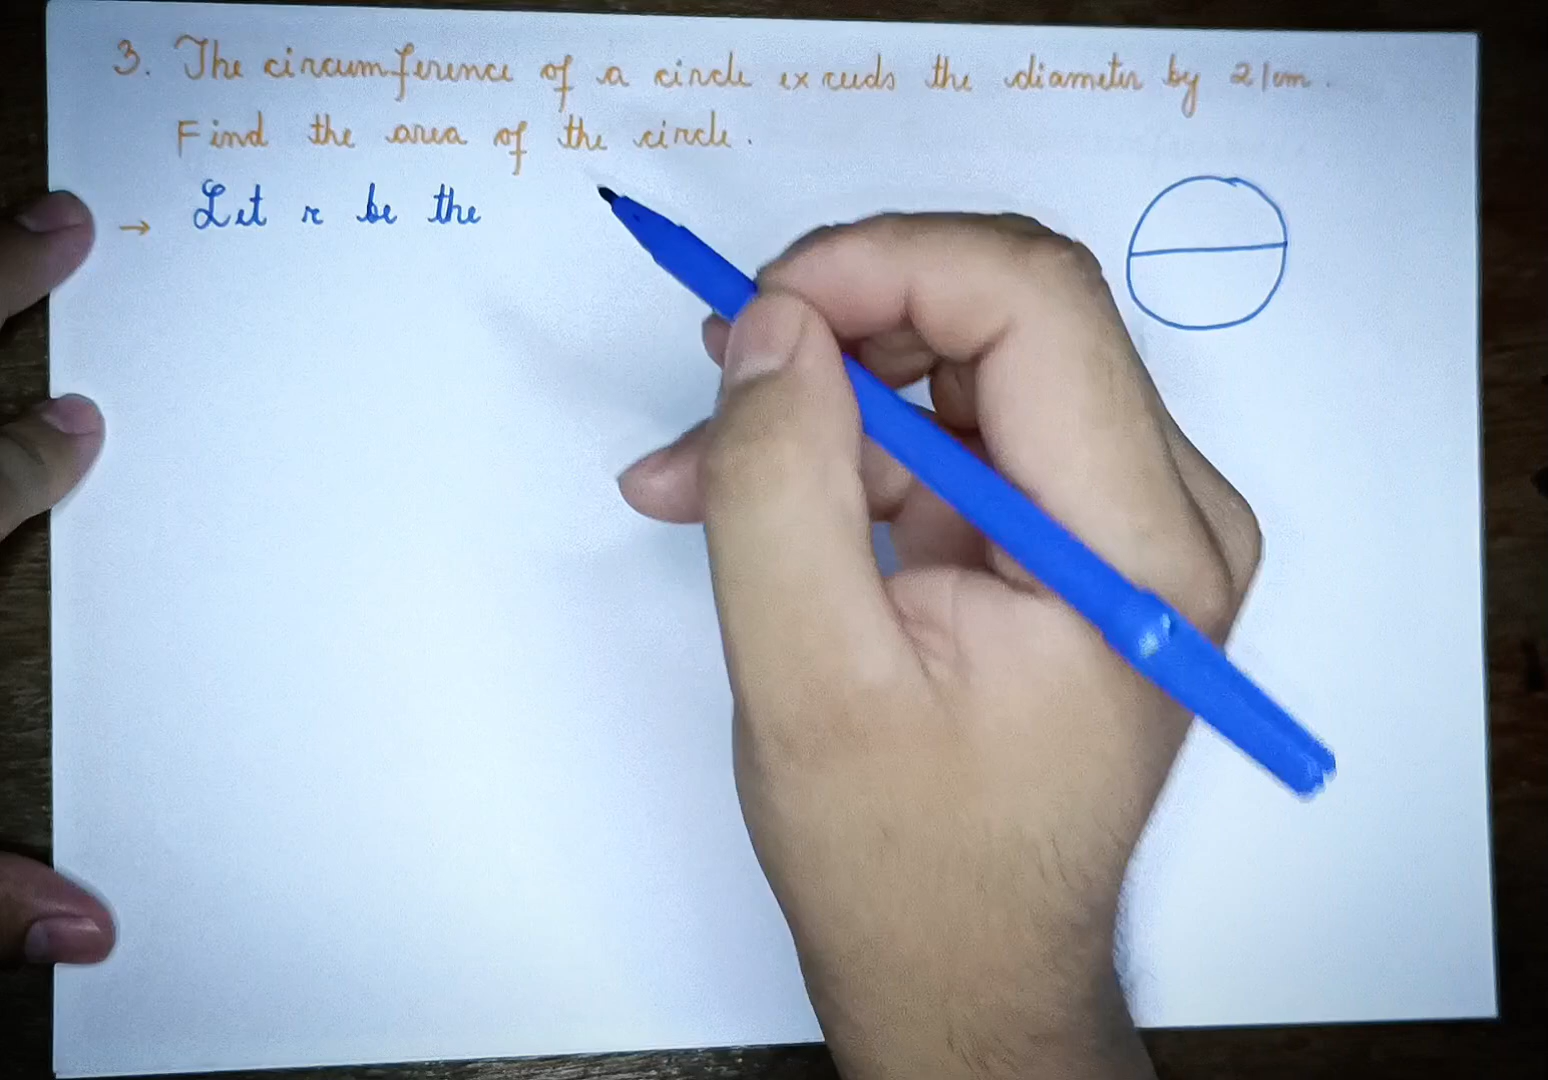 3. The circumference of a circle exceeds the diameter by 21cm.
Find the area of the circle.
→ Let r be the